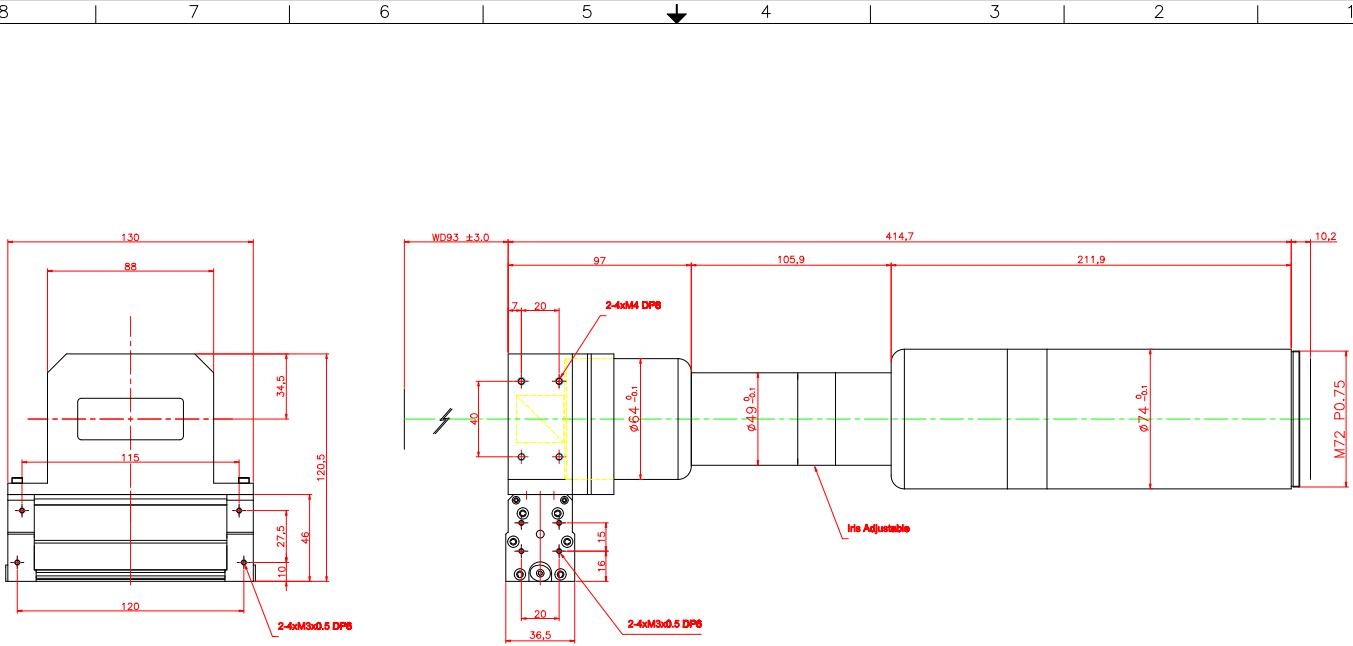 8 7 6 5 4 3 2 1
130
88
34,5
120,5
115
27,5
46
10
120
2-4xM3x0.5 DP6
WD93 ±3.0
414,7
10,2
97
105,9
211,9
7
20
2-4xM4 DP8
40
Ø64 0 -0.1
Ø49 0 -0.1
Ø74 0 -0.1
M72 P0.75
Iris Adjustable
15
16
20
36,5
2-4xM3x0.5 DP6